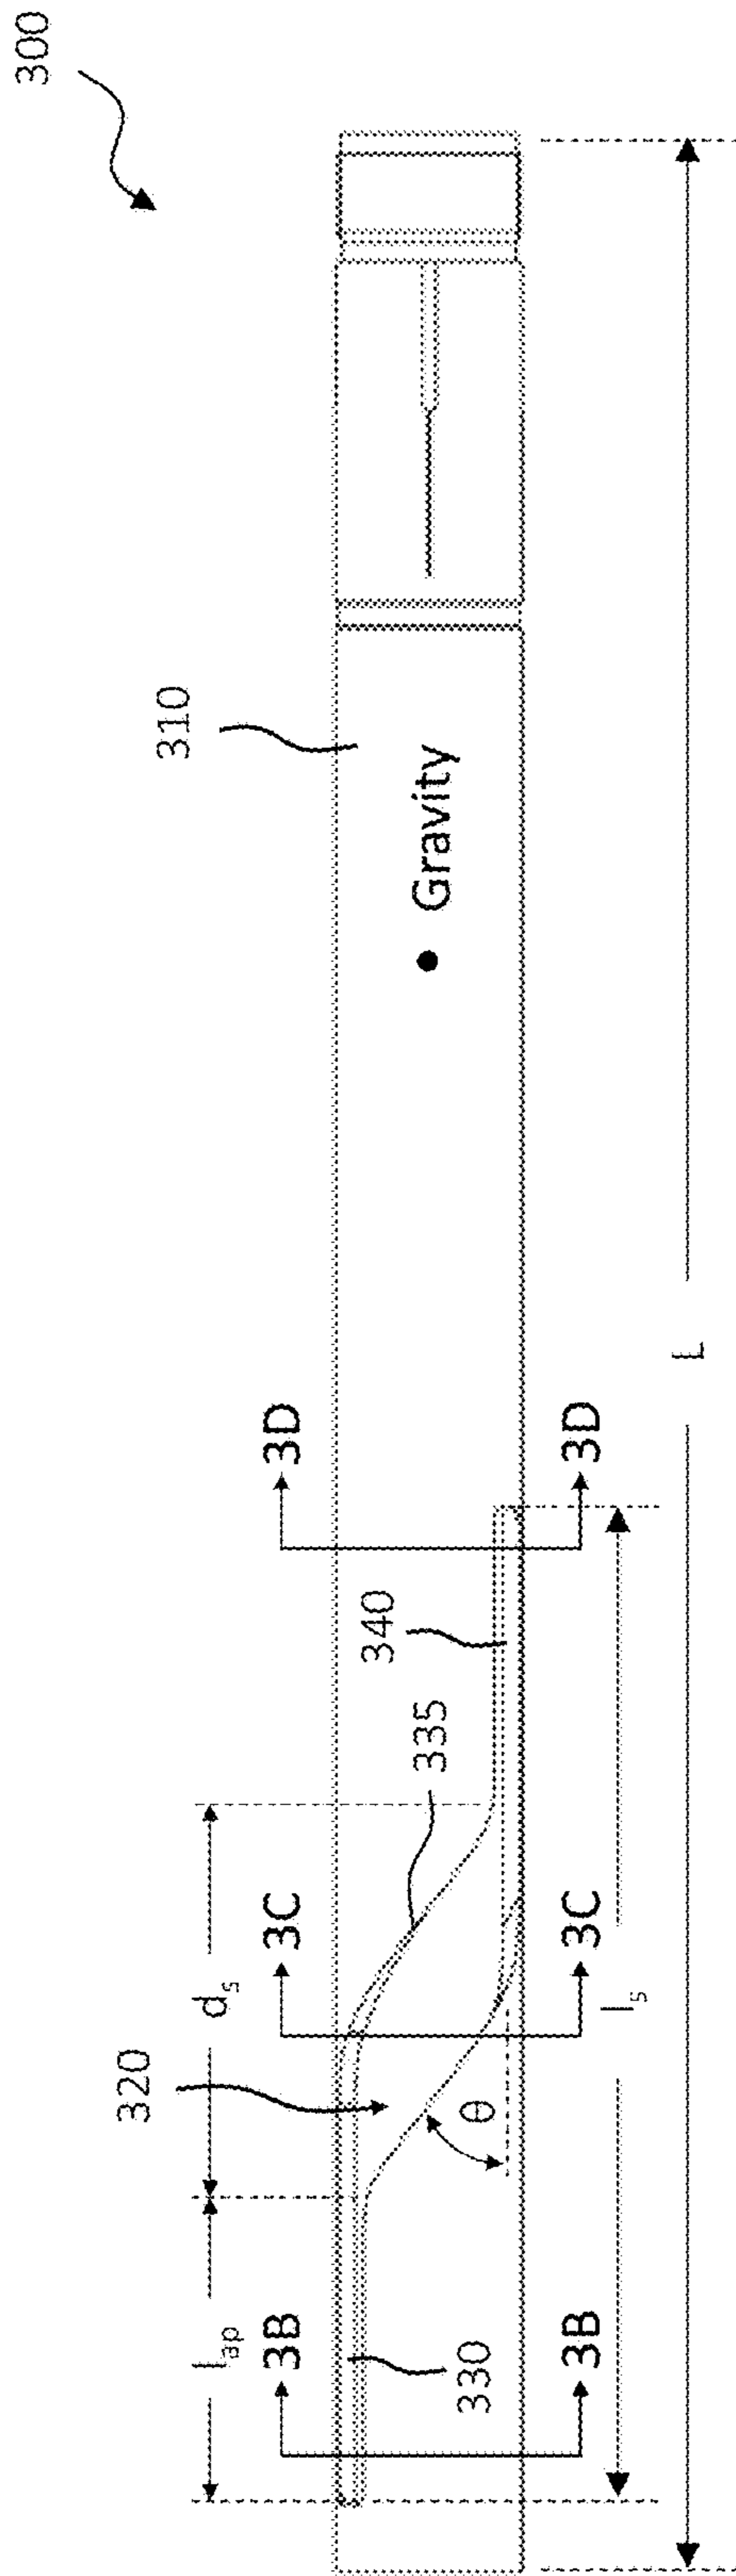 300
310
• Gravity
3D
3D
340
335
d_s
3C
3C
l_s
320
θ
l_ap
3B
3B
330
L